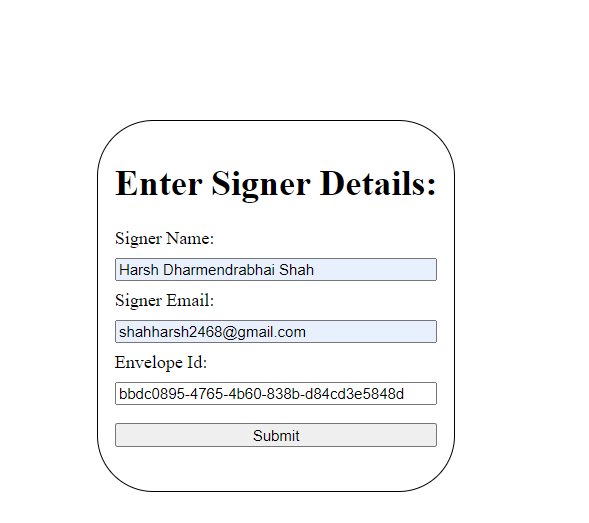 Enter Signer Details:
Signer Name:
Harsh Dharmendrabhai Shah
Signer Email:
shahharsh2468@gmail.com
Envelope Id:
bbdc0895-4765-4b60-838b-d84cd3e5848d
Submit